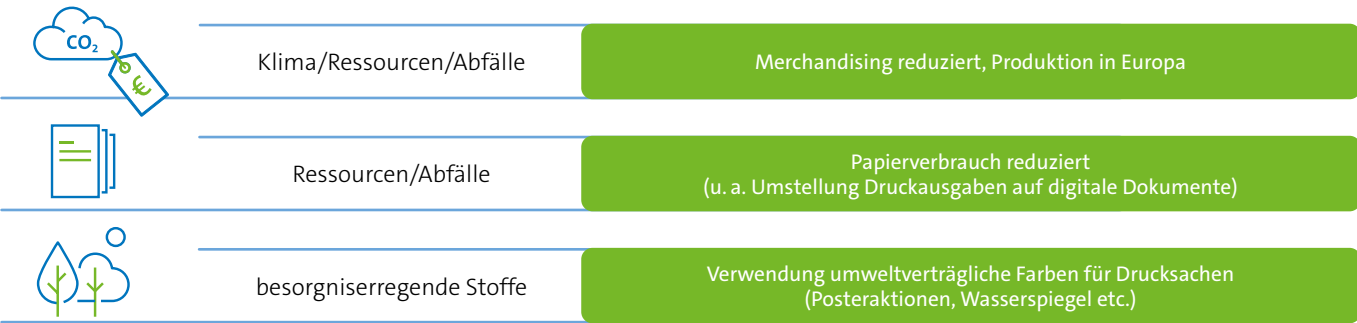 CO₂
€
Klima/Ressourcen/Abfälle
Merchandising reduziert, Produktion in Europa
Ressourcen/Abfälle
Papierverbrauch reduziert
(u. a. Umstellung Druckausgaben auf digitale Dokumente)
besorgniserregende Stoffe
Verwendung umweltverträgliche Farben für Drucksachen
(Posteraktionen, Wasserspiegel etc.)